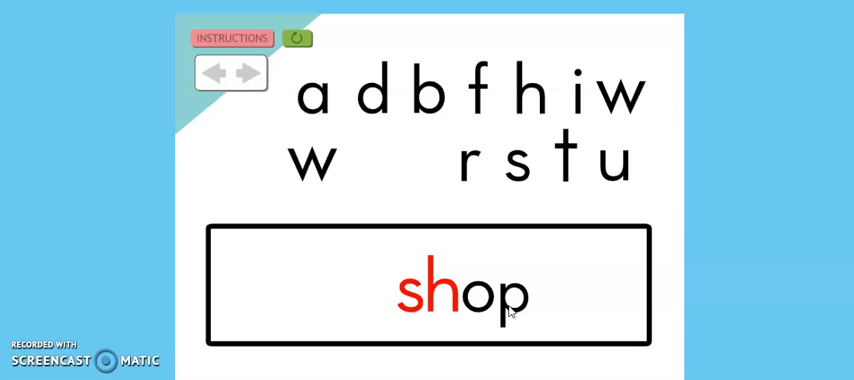 INSTRUCTIONS
a d b f h i w
w r s t u
shop
RECORDED WITH
SCREENCAST MATIC